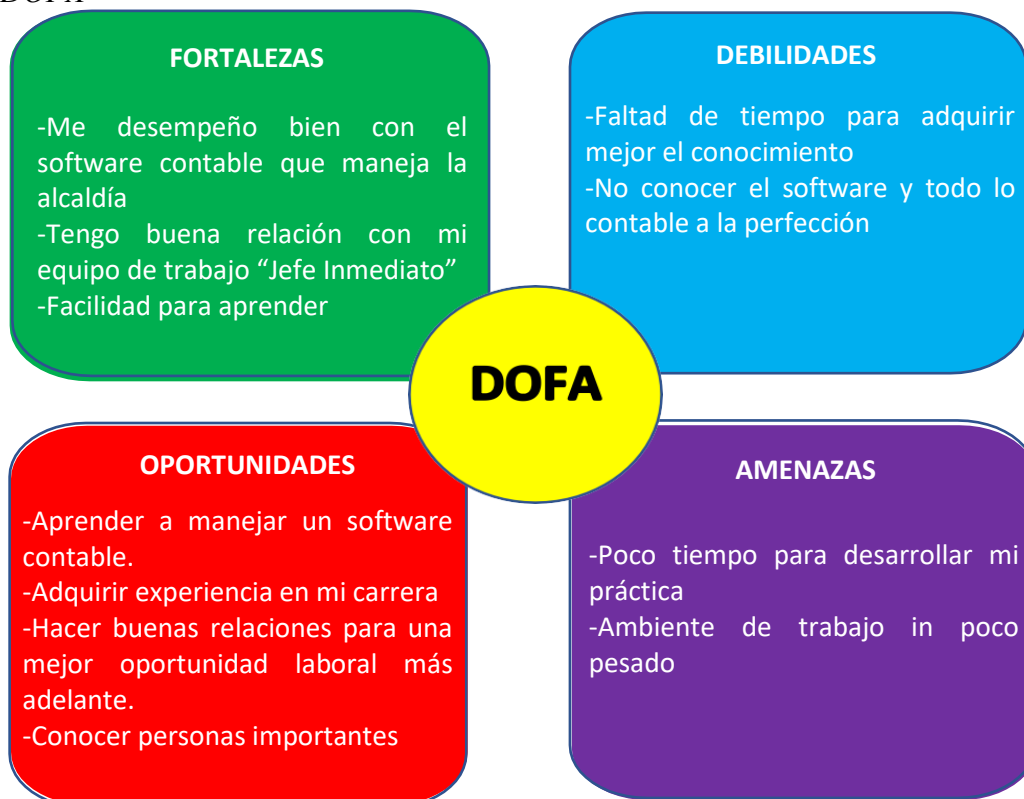 DOFA
FORTALEZAS
-Me desempeño bien con el
software contable que maneja la
alcaldía
-Tengo buena relación con mi
equipo de trabajo “Jefe Inmediato”
-Facilidad para aprender
DEBILIDADES
-Faltad de tiempo para adquirir
mejor el conocimiento
-No conocer el software y todo lo
contable a la perfección
DOFA
OPORTUNIDADES
-Aprender a manejar un software
contable.
-Adquirir experiencia en mi carrera
-Hacer buenas relaciones para una
mejor oportunidad laboral más
adelante.
-Conocer personas importantes
AMENAZAS
-Poco tiempo para desarrollar mi
práctica
-Ambiente de trabajo in poco
pesado